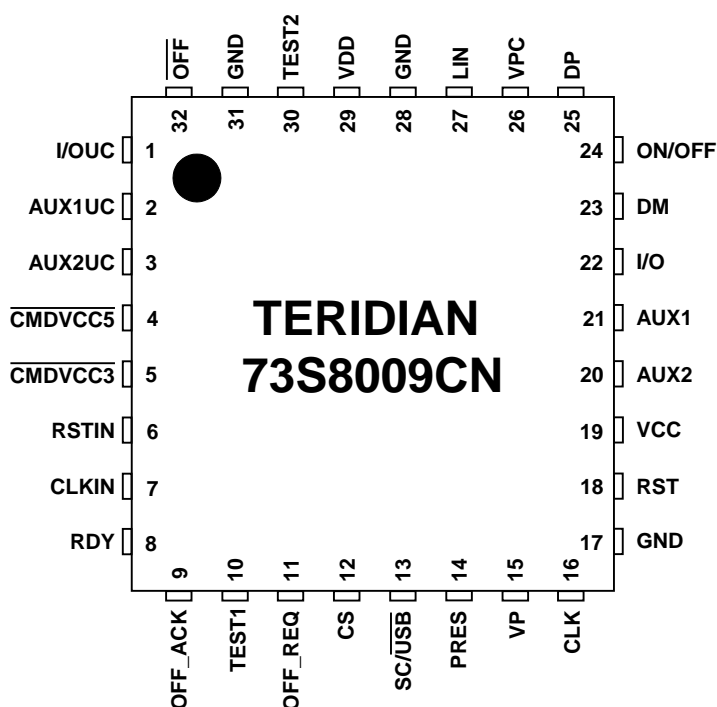 OFF
GND
TEST2
VDD
GND
LIN
VPC
DP
32
31
30
29
28
27
26
25
I/OUC 1
24 ON/OFF
AUX1UC 2
23 DM
AUX2UC 3
22 I/O
CMDVCC5 4
21 AUX1
CMDVCC3 5
20 AUX2
RSTIN 6
19 VCC
CLKIN 7
18 RST
RDY 8
17 GND
TERIDIAN
73S8009CN
9
10
11
12
13
14
15
16
OFF_ACK
TEST1
OFF_REQ
CS
SC/USB
PRES
VP
CLK